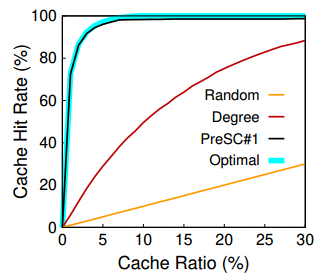 Cache Hit Rate (%)
100
80
60
40
20
0
Random
Degree
PreSC#1
Optimal
0 5 10 15 20 25 30
Cache Ratio (%)